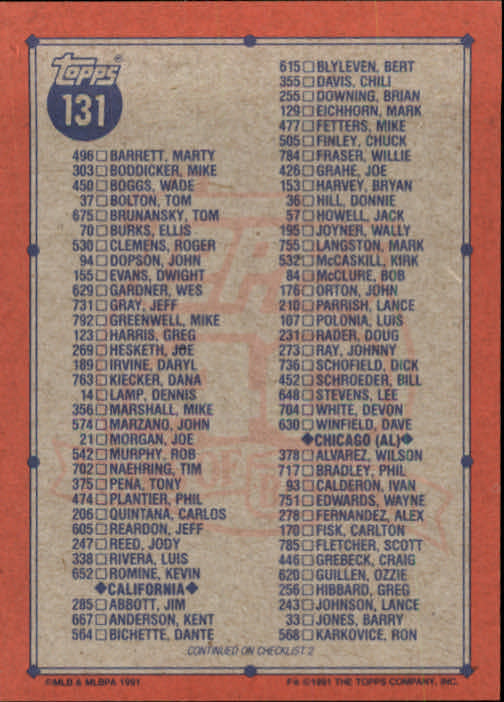 Topps®
131
496 BARRETT, MARTY
303 BODDICKER, MIKE
450 BOGGS, WADE
37 BOLTON, TOM
675 BRUNANSKY, TOM
70 BURKS, ELLIS
530 CLEMENS, ROGER
94 DOPSON, JOHN
155 EVANS, DWIGHT
629 GARDNER, WES
731 GRAY, JEFF
792 GREENWELL, MIKE
123 HARRIS, GREG
269 HESKETH, JOE
189 IRVINE, DARYL
763 KIECKER, DANA
14 LAMP, DENNIS
356 MARSHALL, MIKE
574 MARZANO, JOHN
21 MORGAN, JOE
542 MURPHY, ROB
702 NAEHRING, TIM
375 PENA, TONY
474 PLANTIER, PHIL
206 QUINTANA, CARLOS
605 REARDON, JEFF
247 REED, JODY
338 RIVERA, LUIS
652 ROMINE, KEVIN
◆CALIFORNIA◆
285 ABBOTT, JIM
667 ANDERSON, KENT
564 BICHETTE, DANTE
615 BLYLEVEN, BERT
355 DAVIS, CHILI
255 DOWNING, BRIAN
129 EICHHORN, MARK
477 FETTERS, MIKE
505 FINLEY, CHUCK
784 FRASER, WILLIE
426 GRAHE, JOE
153 HARVEY, BRYAN
36 HILL, DONNIE
57 HOWELL, JACK
195 JOYNER, WALLY
755 LANGSTON, MARK
532 McCASKILL, KIRK
84 McCLURE, BOB
176 ORTON, JOHN
210 PARRISH, LANCE
107 POLONIA, LUIS
231 RADER, DOUG
273 RAY, JOHNNY
736 SCHOFIELD, DICK
452 SCHROEDER, BILL
648 STEVENS, LEE
704 WHITE, DEVON
630 WINFIELD, DAVE
◆CHICAGO (AL)◆
378 ALVAREZ, WILSON
717 BRADLEY, PHIL
93 CALDERON, IVAN
751 EDWARDS, WAYNE
278 FERNANDEZ, ALEX
170 FISK, CARLTON
785 FLETCHER, SCOTT
446 GREBECK, CRAIG
620 GUILLEN, OZZIE
256 HIBBARD, GREG
243 JOHNSON, LANCE
33 JONES, BARRY
568 KARKOVICE, RON
CONTINUED ON CHECKLIST 2
©MLB & MLBPA 1991
F* ©1991 THE TOPPS COMPANY, INC.